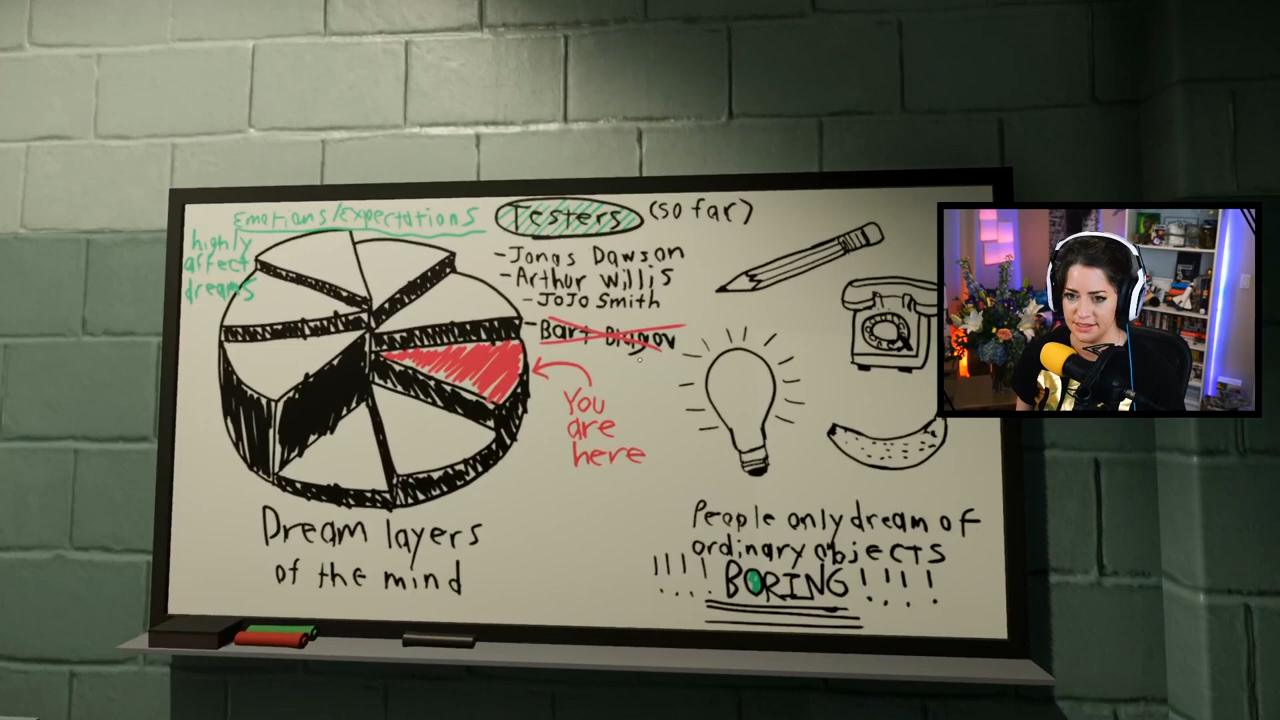 Emotions/Expectations
highly
affect
dreams
Testers (so far)
- Jonas Dawson
- Arthur Willis
- JoJo Smith
- Bart
You
are
here
Dream layers
of the mind
People only dream of
ordinary objects
!!!! BORING !!!!